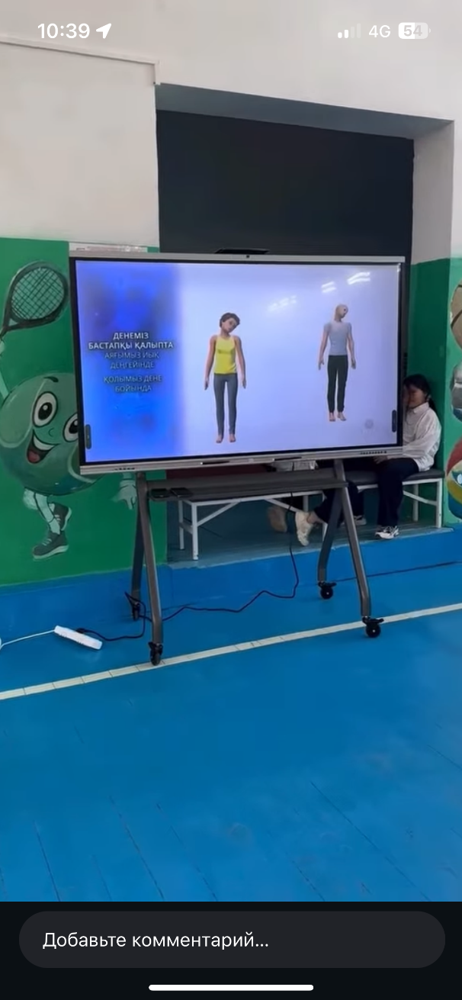 10:39
4G
54
ДЕНЕМІЗ
БАСТАПҚЫ ҚАЛЫПТА
АЯҒЫМЫЗ ИЫҚ
ДЕҢГЕЙІНДЕ
ҚОЛЫМЫЗ ДЕНЕ
БОЙЫНДА
Добавьте комментарий...